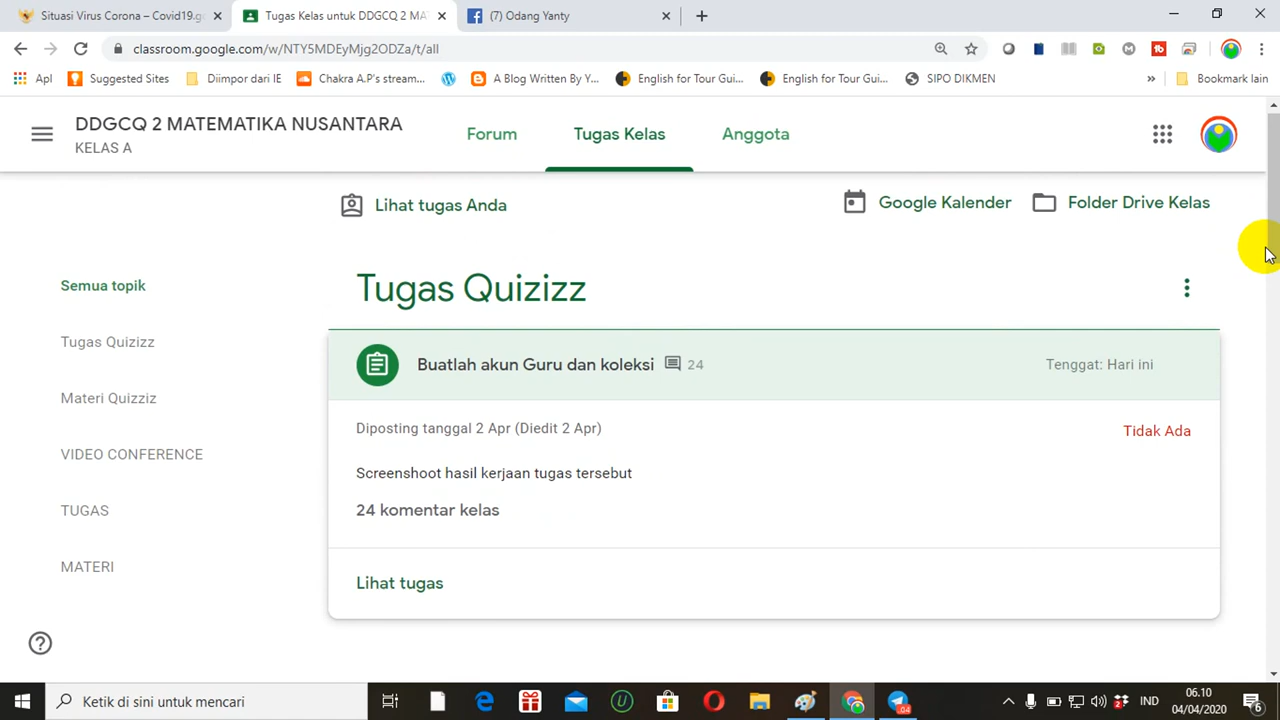 Situasi Virus Corona – Covid19.g
Tugas Kelas untuk DDGCQ 2 MAT
(7) Odang Yanty
classroom.google.com/w/NTY5MDEyMjg2ODZa/t/all
Apl
Suggested Sites
Diimpor dari IE
Chakra A.P's stream...
A Blog Written By Y...
English for Tour Gui...
English for Tour Gui...
SIPO DIKMEN
»
Bookmark lain
DDGCQ 2 MATEMATIKA NUSANTARA
KELAS A
Forum
Tugas Kelas
Anggota
Lihat tugas Anda
Google Kalender
Folder Drive Kelas
Semua topik
Tugas Quizizz
Materi Quizziz
VIDEO CONFERENCE
TUGAS
MATERI
Tugas Quizizz
Buatlah akun Guru dan koleksi
24
Tenggat: Hari ini
Diposting tanggal 2 Apr (Diedit 2 Apr)
Tidak Ada
Screenshoot hasil kerjaan tugas tersebut
24 komentar kelas
Lihat tugas
Ketik di sini untuk mencari
IND
06.10
04/04/2020
6